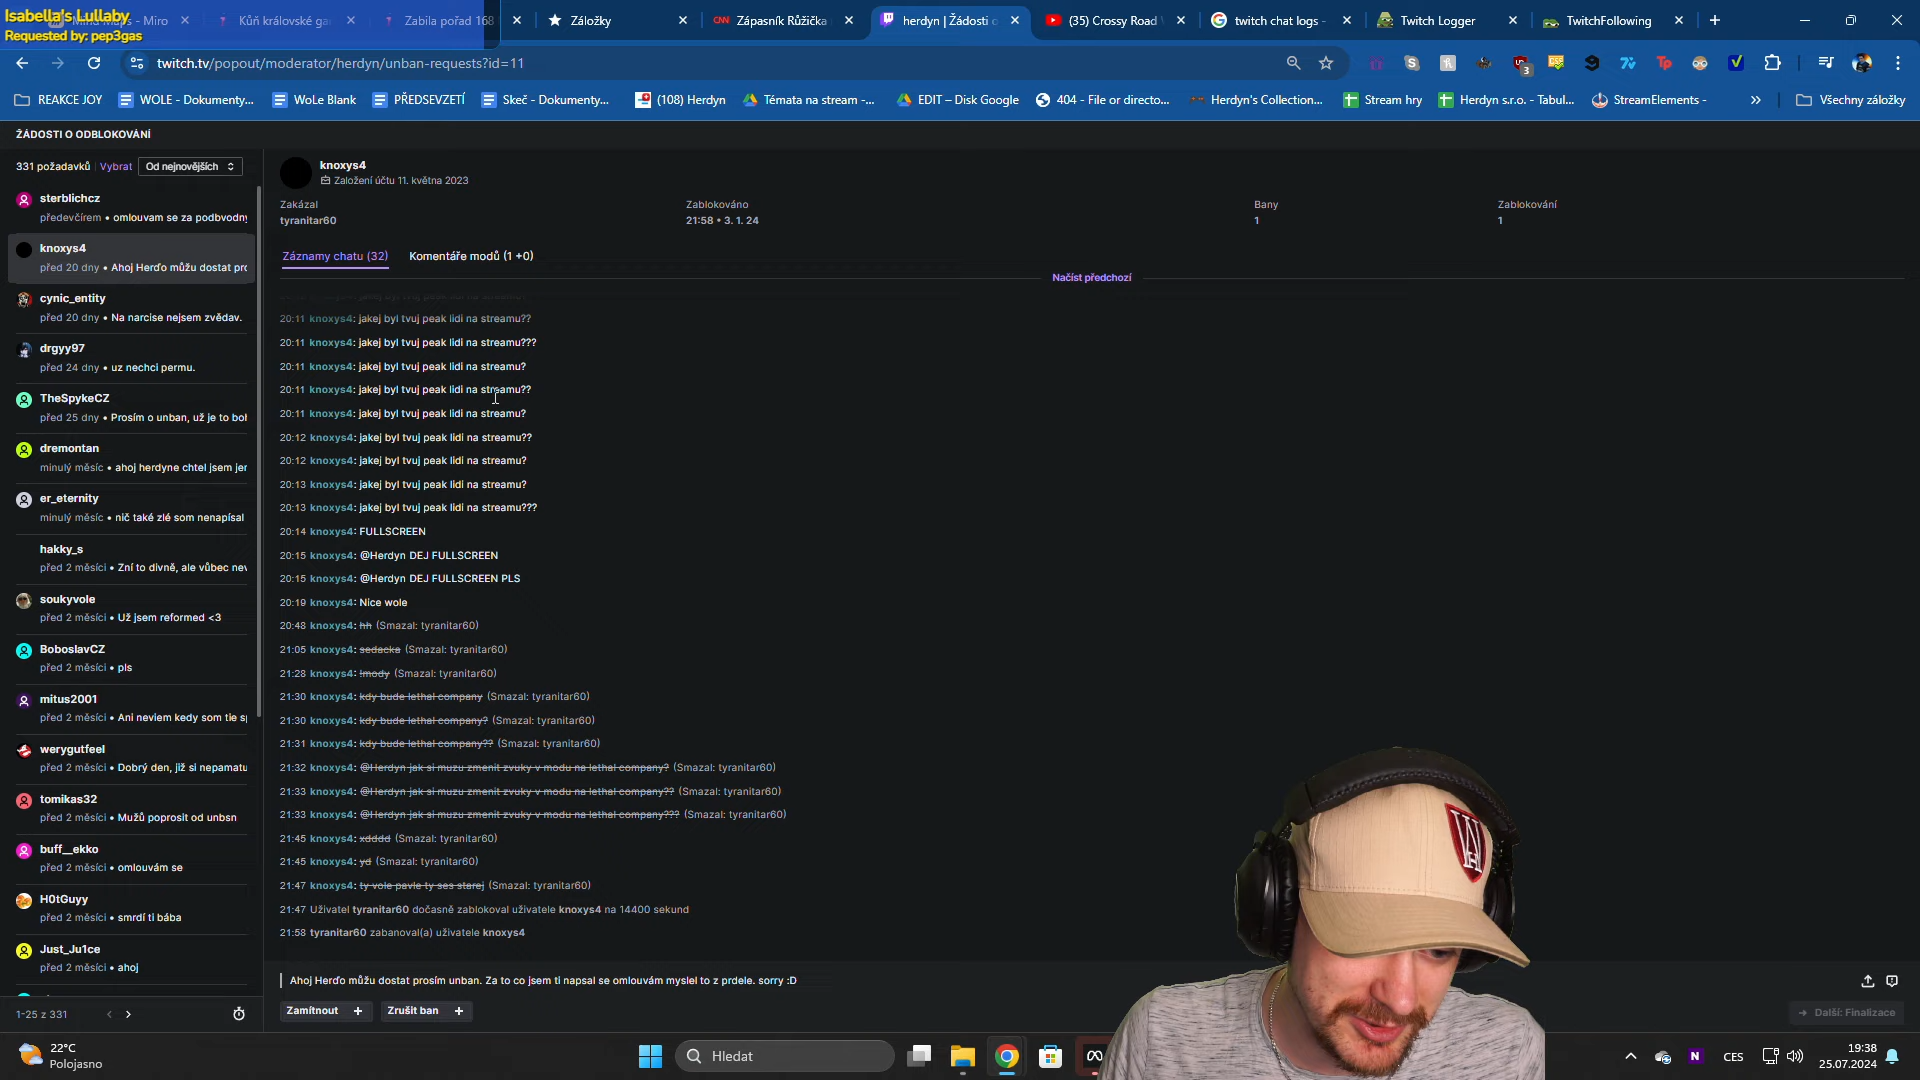 Isabella's Lullaby
Requested by: pep3gas
Maps - Miro
Kůň královské ga
Zabila pořad 168
Záložky
CNN Zápasník Růžička
herdyn | Žádosti o
(35) Crossy Road
twitch chat logs -
Twitch Logger
TwitchFollowing
twitch.tv/popout/moderator/herdyn/unban-requests?id=11
3
REAKCE JOY
WOLE - Dokumenty...
WoLe Blank
PŘEDSEVZETÍ
Skeč - Dokumenty...
(108) Herdyn
Témata na stream -...
EDIT – Disk Google
404 - File or directo...
Herdyn's Collection...
Stream hry
Herdyn s.r.o. - Tabul...
StreamElements -
Všechny záložky
ŽÁDOSTI O ODBLOKOVÁNÍ
331 požadavků Vybrat Od nejnovějších
sterblichcz
předevčírem • omlouvam se za podbvodny
knoxys4
před 20 dny • Ahoj Herďo můžu dostat pro
cynic_entity
před 20 dny • Na narcise nejsem zvědav.
drgyy97
před 24 dny • uz nechci permu.
TheSpykeCZ
před 25 dny • Prosím o unban, už je to boh
dremontan
minulý měsíc • ahoj herdyne chtel jsem jen
er_eternity
minulý měsíc • nič také zlé som nenapísal
hakky_s
před 2 měsíci • Zní to divně, ale vůbec nev
soukyvole
před 2 měsíci • Už jsem reformed <3
BoboslavCZ
před 2 měsíci • pls
mitus2001
před 2 měsíci • Ani neviem kedy som tie sp
werygutfeel
před 2 měsíci • Dobrý den, již si nepamatu
tomikas32
před 2 měsíci • Mužů poprosit od unbsn
buff__ekko
před 2 měsíci • omlouvám se
H0tGuyy
před 2 měsíci • smrdí ti bába
Just_Ju1ce
před 2 měsíci • ahoj
1-25 z 331
knoxys4
Založení účtu 11. května 2023
Zakázal
tyranitar60
Zablokováno
21:58 • 3. 1. 24
Bany
1
Zablokování
1
Záznamy chatu (32)
Komentáře modů (1 +0)
Načíst předchozí
20:11 knoxys4: jakej byl tvuj peak lidi na streamu??
20:11 knoxys4: jakej byl tvuj peak lidi na streamu???
20:11 knoxys4: jakej byl tvuj peak lidi na streamu?
20:11 knoxys4: jakej byl tvuj peak lidi na streamu??
20:11 knoxys4: jakej byl tvuj peak lidi na streamu?
20:12 knoxys4: jakej byl tvuj peak lidi na streamu??
20:12 knoxys4: jakej byl tvuj peak lidi na streamu?
20:13 knoxys4: jakej byl tvuj peak lidi na streamu?
20:13 knoxys4: jakej byl tvuj peak lidi na streamu???
20:14 knoxys4: FULLSCREEN
20:15 knoxys4: @Herdyn DEJ FULLSCREEN
20:15 knoxys4: @Herdyn DEJ FULLSCREEN PLS
20:19 knoxys4: Nice wole
20:48 knoxys4: hh (Smazal: tyranitar60)
21:05 knoxys4: sedacka (Smazal: tyranitar60)
21:28 knoxys4: !mody (Smazal: tyranitar60)
21:30 knoxys4: kdy bude lethal company (Smazal: tyranitar60)
21:30 knoxys4: kdy bude lethal company? (Smazal: tyranitar60)
21:31 knoxys4: kdy bude lethal company?? (Smazal: tyranitar60)
21:32 knoxys4: @Herdyn jak si muzu zmenit zvuky v modu na lethal company? (Smazal: tyranitar60)
21:33 knoxys4: @Herdyn jak si muzu zmenit zvuky v modu na lethal company?? (Smazal: tyranitar60)
21:33 knoxys4: @Herdyn jak si muzu zmenit zvuky v modu na lethal company??? (Smazal: tyranitar60)
21:45 knoxys4: xdddd (Smazal: tyranitar60)
21:45 knoxys4: yd (Smazal: tyranitar60)
21:47 knoxys4: ty vole pavle ty ses starej (Smazal: tyranitar60)
21:47 Uživatel tyranitar60 dočasně zablokoval uživatele knoxys4 na 14400 sekund
21:58 tyranitar60 zabanoval(a) uživatele knoxys4
Ahoj Herďo můžu dostat prosím unban. Za to co jsem ti napsal se omlouvám myslel to z prdele. sorry :D
Zamítnout +
Zrušit ban +
Další: Finalizace
22°C
Polojasno
Hledat
CES
19:38
25.07.2024